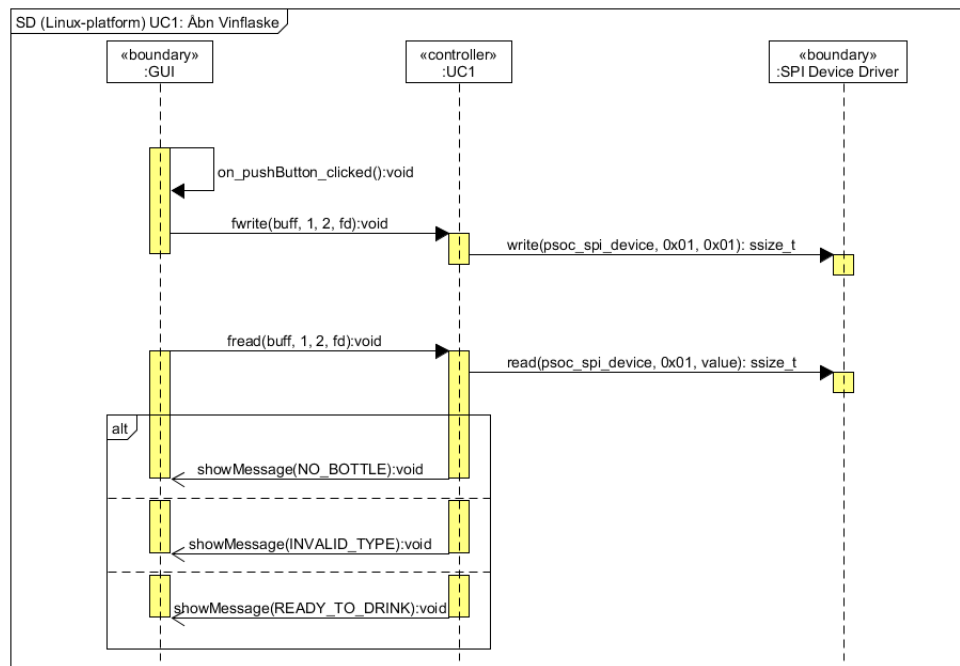 SD (Linux-platform) UC1: Åbn Vinflaske
«boundary»
:GUI
«controller»
:UC1
«boundary»
:SPI Device Driver
on_pushButton_clicked():void
fwrite(buff, 1, 2, fd):void
write(psoc_spi_device, 0x01, 0x01): ssize_t
fread(buff, 1, 2, fd):void
read(psoc_spi_device, 0x01, value): ssize_t
alt
showMessage(NO_BOTTLE):void
showMessage(INVALID_TYPE):void
showMessage(READY_TO_DRINK):void